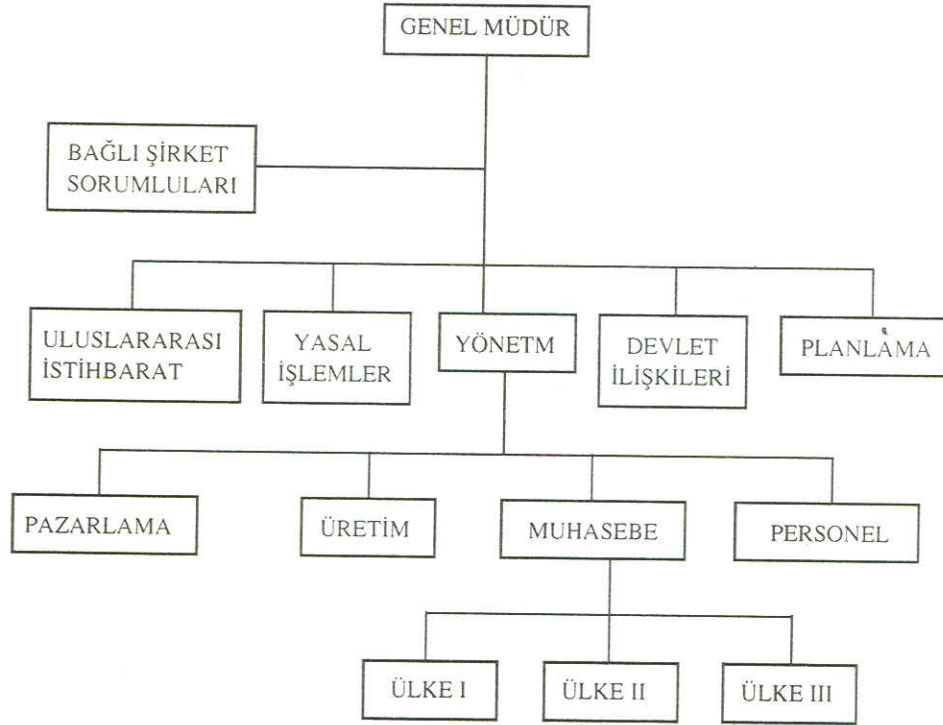 GENEL MÜDÜR
BAĞLI ŞİRKET
SORUMLULARI
ULUSLARARASI
İSTİHBARAT
YASAL
İŞLEMLER
YÖNETM
DEVLET
İLİŞKİLERİ
PLANLAMA
PAZARLAMA
ÜRETİM
MUHASEBE
PERSONEL
ÜLKE I
ÜLKE II
ÜLKE III